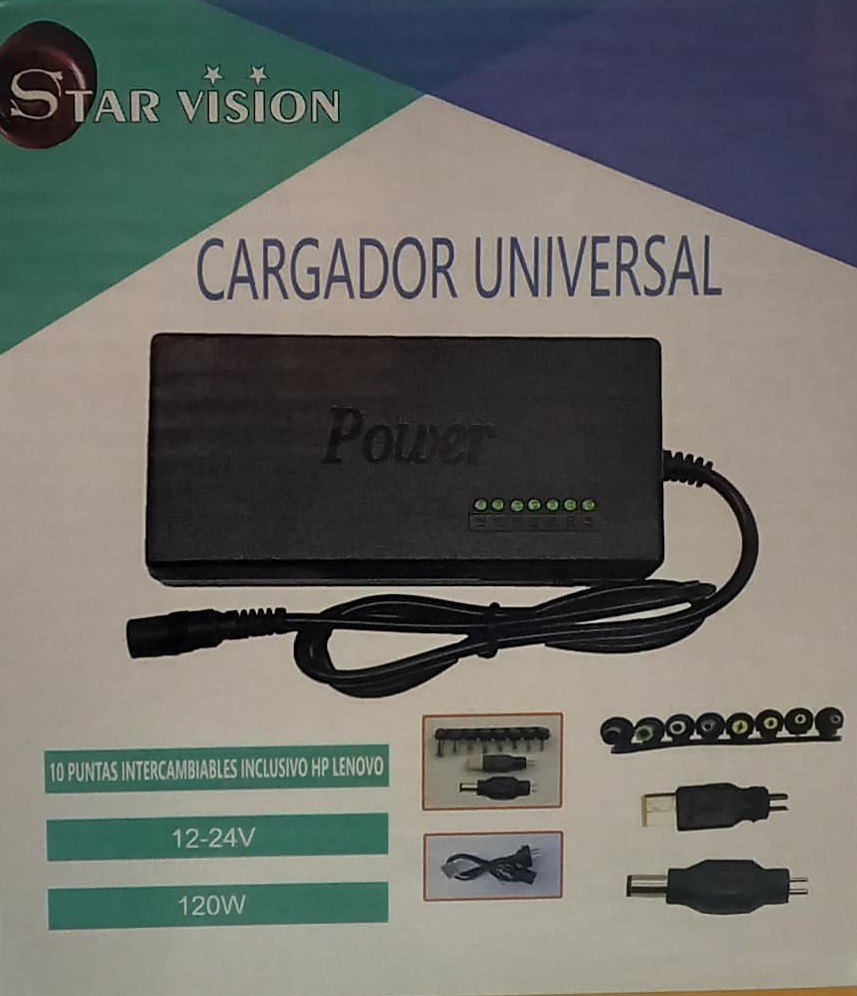 STAR VISION
CARGADOR UNIVERSAL
Power
10 PUNTAS INTERCAMBIABLES INCLUSIVO HP LENOVO
12-24V
120W